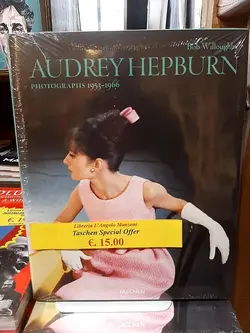 Bob Willoughby
AUDREY HEPBURN
PHOTOGRAPHS 1953–1966
Libreria L'Angolo Manzoni
Taschen Special Offer
€. 15.00
TASCHEN